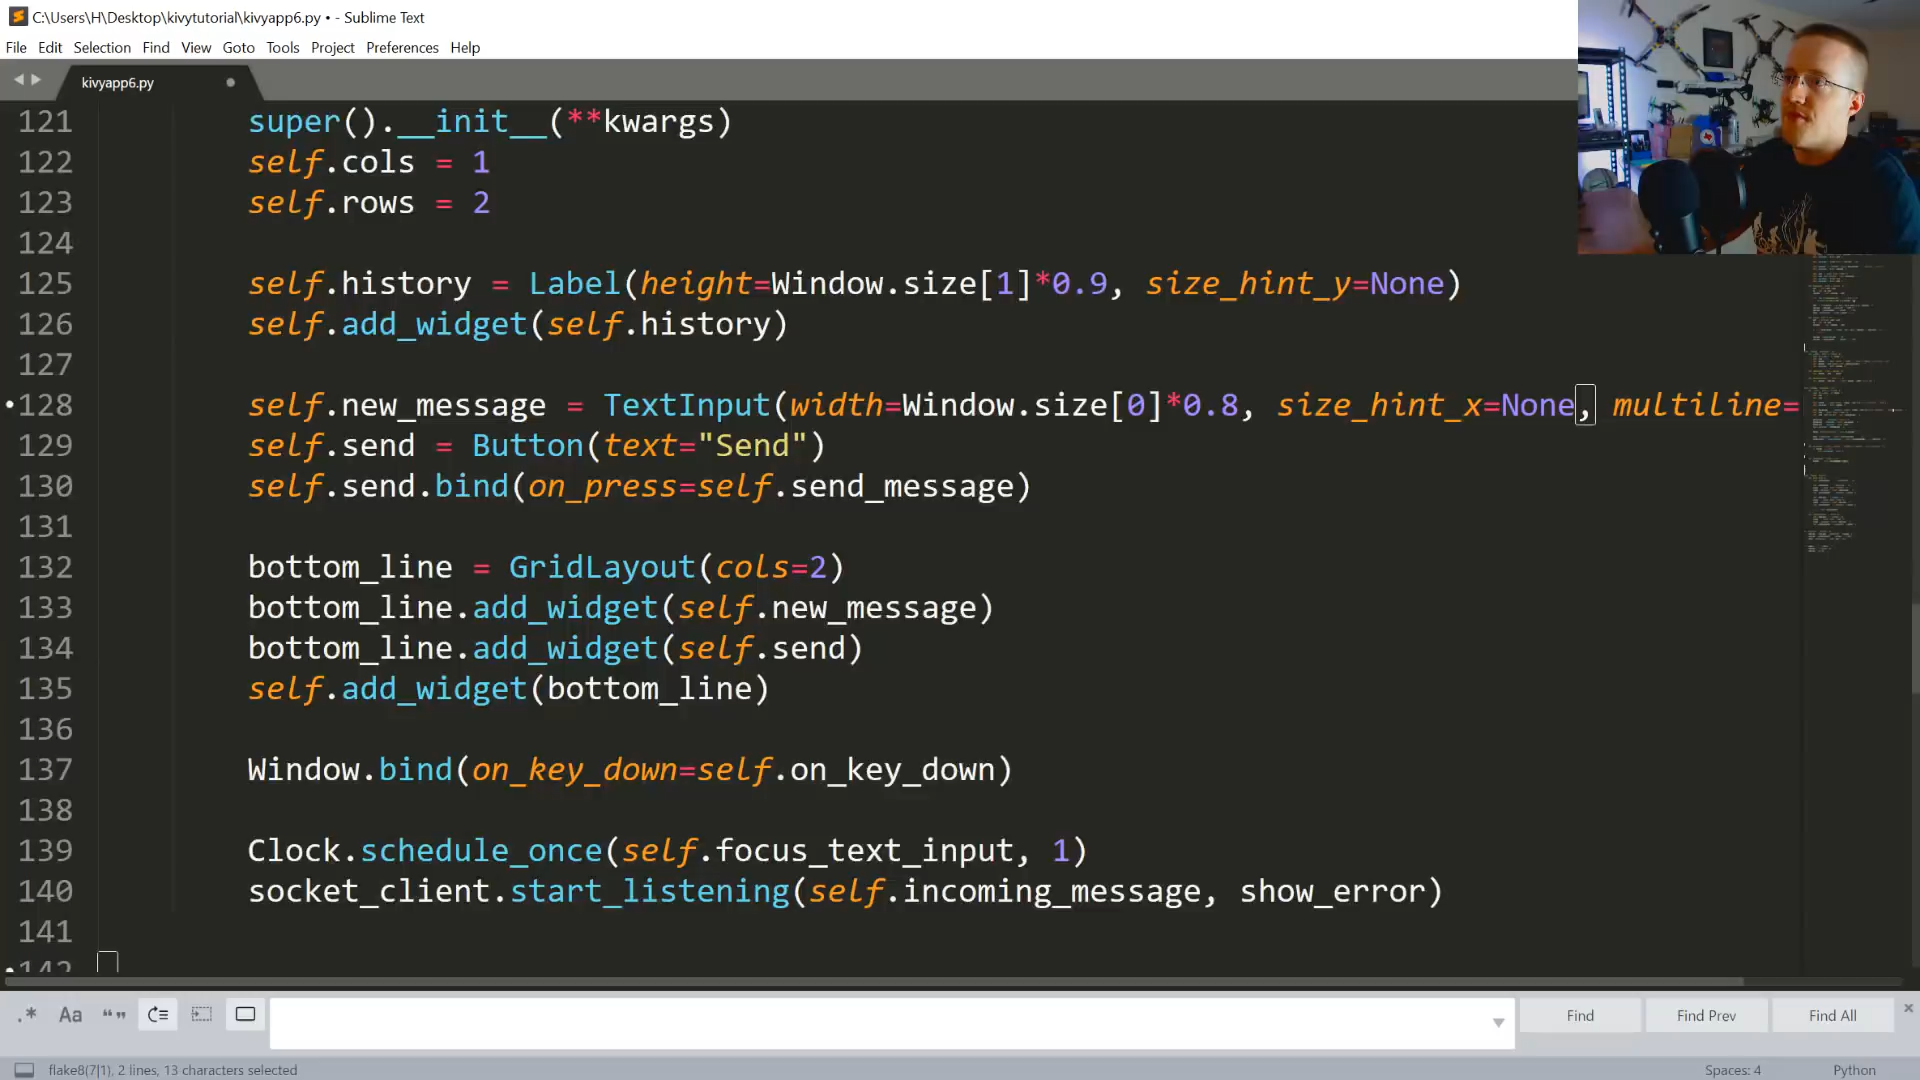 C:\Users\H\Desktop\kivytutorial\kivyapp6.py • - Sublime Text
File Edit Selection Find View Goto Tools Project Preferences Help
kivyapp6.py
121 super().__init__(**kwargs)
122 self.cols = 1
123 self.rows = 2
124
125 self.history = Label(height=Window.size[1]*0.9, size_hint_y=None)
126 self.add_widget(self.history)
127
128 self.new_message = TextInput(width=Window.size[0]*0.8, size_hint_x=None, multiline=
129 self.send = Button(text="Send")
130 self.send.bind(on_press=self.send_message)
131
132 bottom_line = GridLayout(cols=2)
133 bottom_line.add_widget(self.new_message)
134 bottom_line.add_widget(self.send)
135 self.add_widget(bottom_line)
136
137 Window.bind(on_key_down=self.on_key_down)
138
139 Clock.schedule_once(self.focus_text_input, 1)
140 socket_client.start_listening(self.incoming_message, show_error)
141
142
.* Aa “” Find Find Prev Find All
flake8(7|1), 2 lines, 13 characters selected Spaces: 4 Python